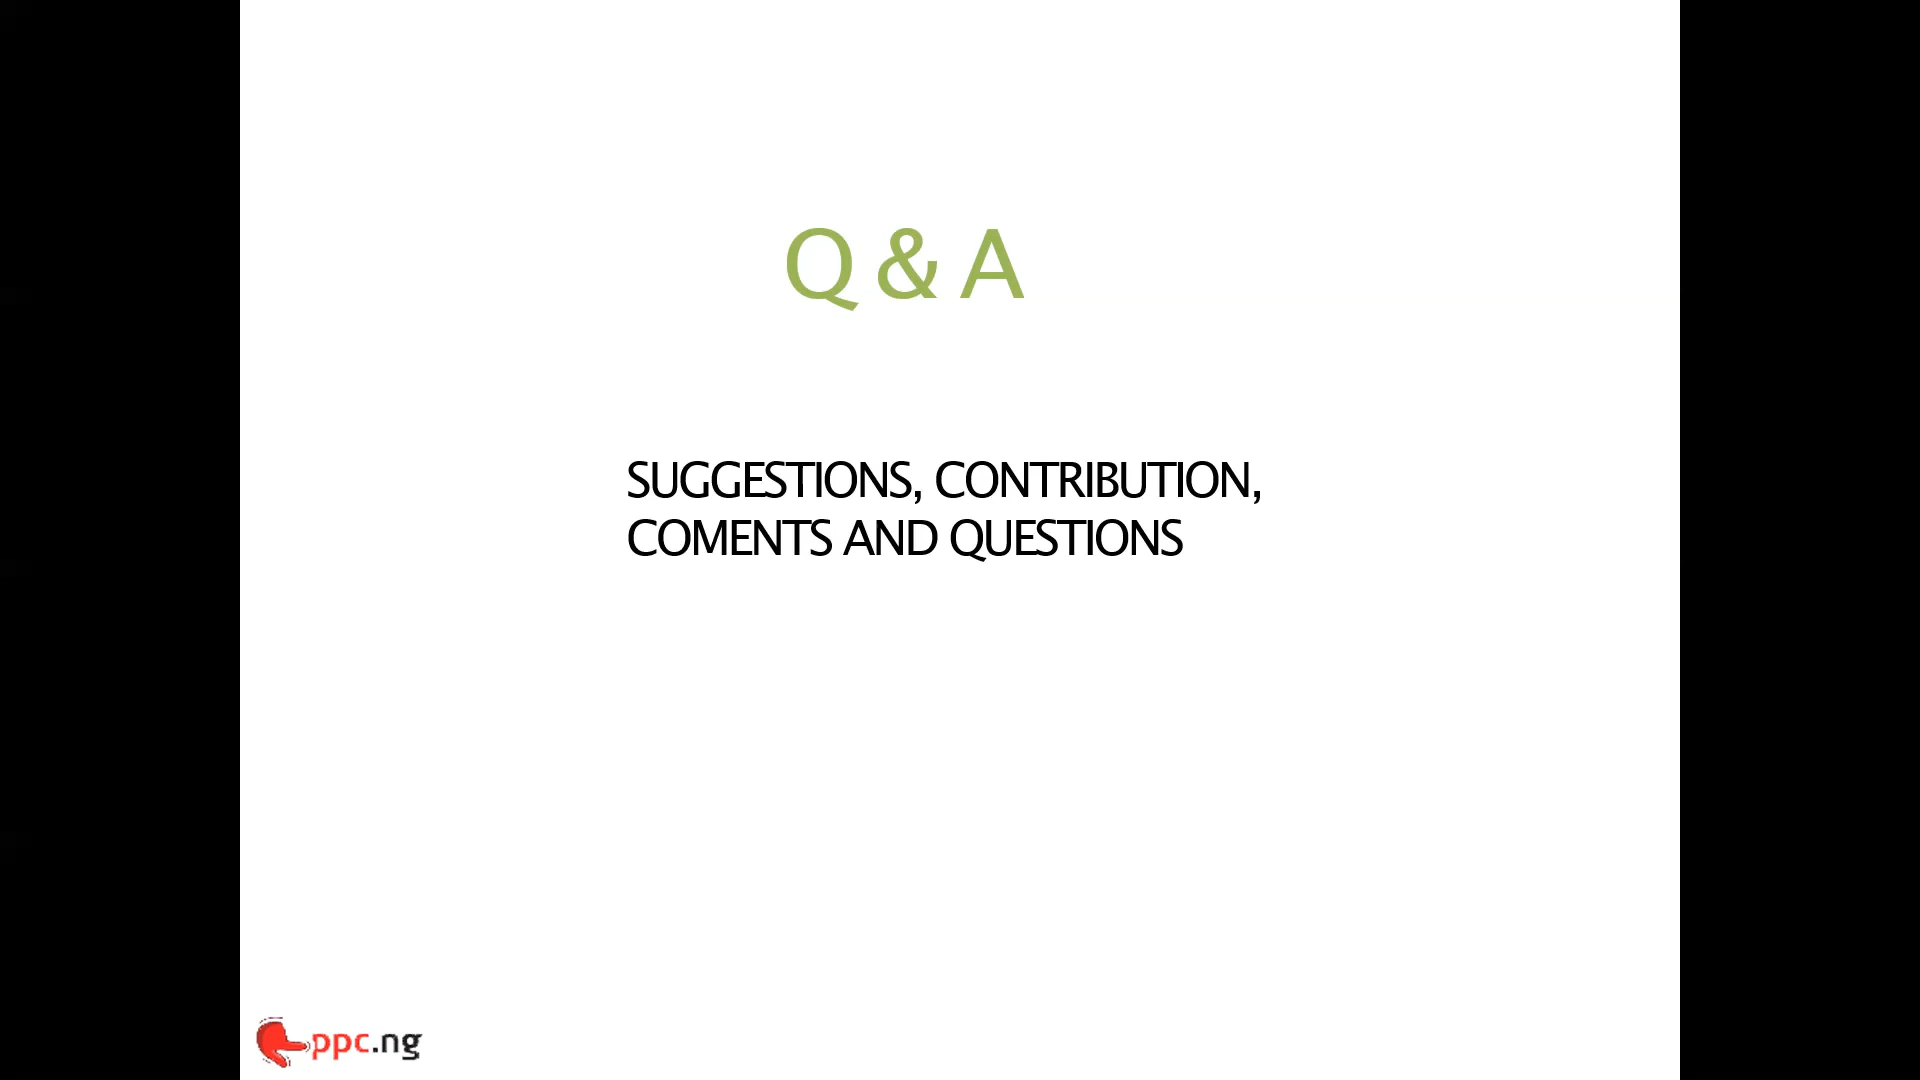 Q & A
SUGGESTIONS, CONTRIBUTION,
COMENTS AND QUESTIONS
ppc.ng